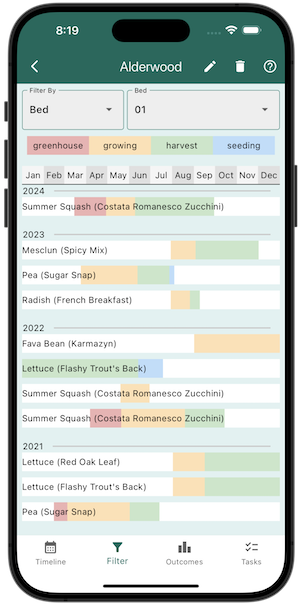 8:19
Alderwood
Filter By
Bed
Bed
01
greenhouse growing harvest seeding
Jan Feb Mar Apr May Jun Jul Aug Sep Oct Nov Dec
2024
Summer Squash (Costata Romanesco Zucchini)
2023
Mesclun (Spicy Mix)
Pea (Sugar Snap)
Radish (French Breakfast)
2022
Fava Bean (Karmazyn)
Lettuce (Flashy Trout's Back)
Summer Squash (Costata Romanesco Zucchini)
Summer Squash (Costata Romanesco Zucchini)
2021
Lettuce (Red Oak Leaf)
Lettuce (Flashy Trout's Back)
Pea (Sugar Snap)
Timeline Filter Outcomes Tasks